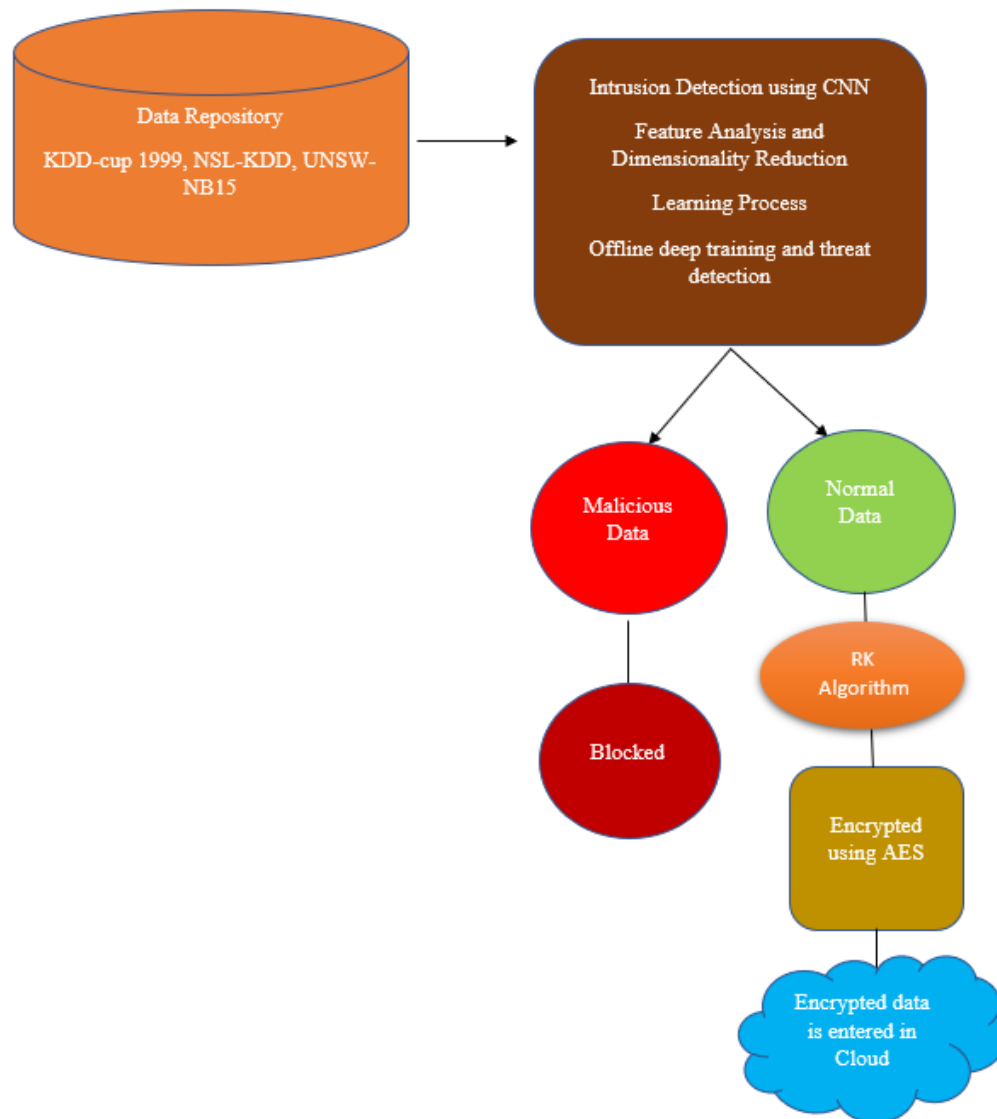 Data Repository
KDD-cup 1999, NSL-KDD, UNSW-
NB15
Intrusion Detection using CNN
Feature Analysis and
Dimensionality Reduction
Learning Process
Offline deep training and threat
detection
Malicious
Data
Normal
Data
Blocked
RK
Algorithm
Encrypted
using AES
Encrypted data
is entered in
Cloud